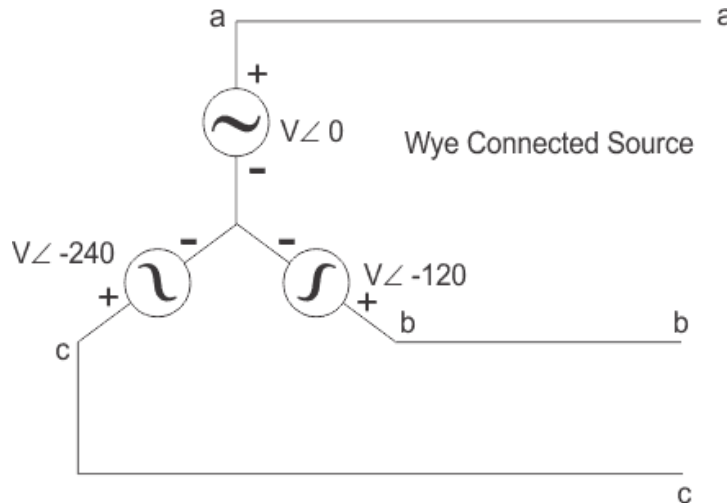 a a
+
V∠ 0
Wye Connected Source
-
V∠ -240 - - V∠ -120
+ +
c b b
c